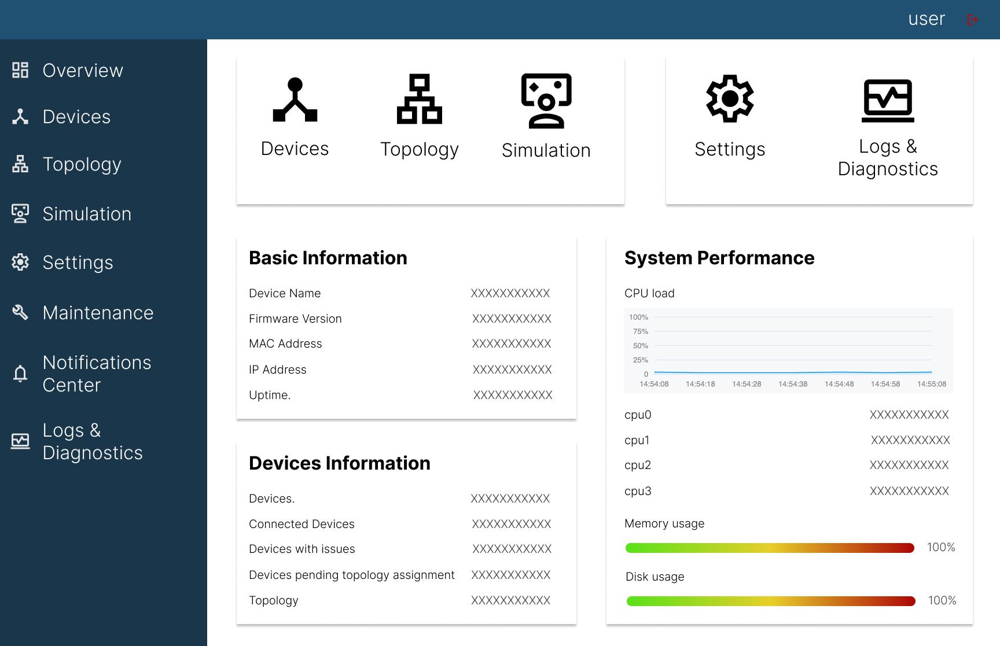 user
Overview
Devices
Topology
Simulation
Settings
Maintenance
Notifications
Center
Logs &
Diagnostics
Devices
Topology
Simulation
Settings
Logs &
Diagnostics
Basic Information
Device Name XXXXXXXXXXX
Firmware Version XXXXXXXXXXX
MAC Address XXXXXXXXXXX
IP Address XXXXXXXXXXX
Uptime. XXXXXXXXXXX
Devices Information
Devices. XXXXXXXXXXX
Connected Devices XXXXXXXXXXX
Devices with issues XXXXXXXXXXX
Devices pending topology assignment XXXXXXXXXXX
Topology XXXXXXXXXXX
System Performance
CPU load
100%
75%
50%
25%
0
14:54:08 14:54:18 14:54:28 14:54:38 14:54:48 14:54:58 14:55:08
cpu0 XXXXXXXXXXX
cpu1 XXXXXXXXXXX
cpu2 XXXXXXXXXXX
cpu3 XXXXXXXXXXX
Memory usage
100%
Disk usage
100%